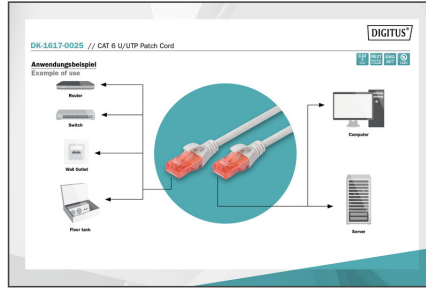 DIGITUS®
DK-1617-0025 // CAT 6 U/UTP Patch Cord
Anwendungsbeispiel
Example of use
CAT
Router
Switch
Wall Outlet
Floor tank
Computer
Server